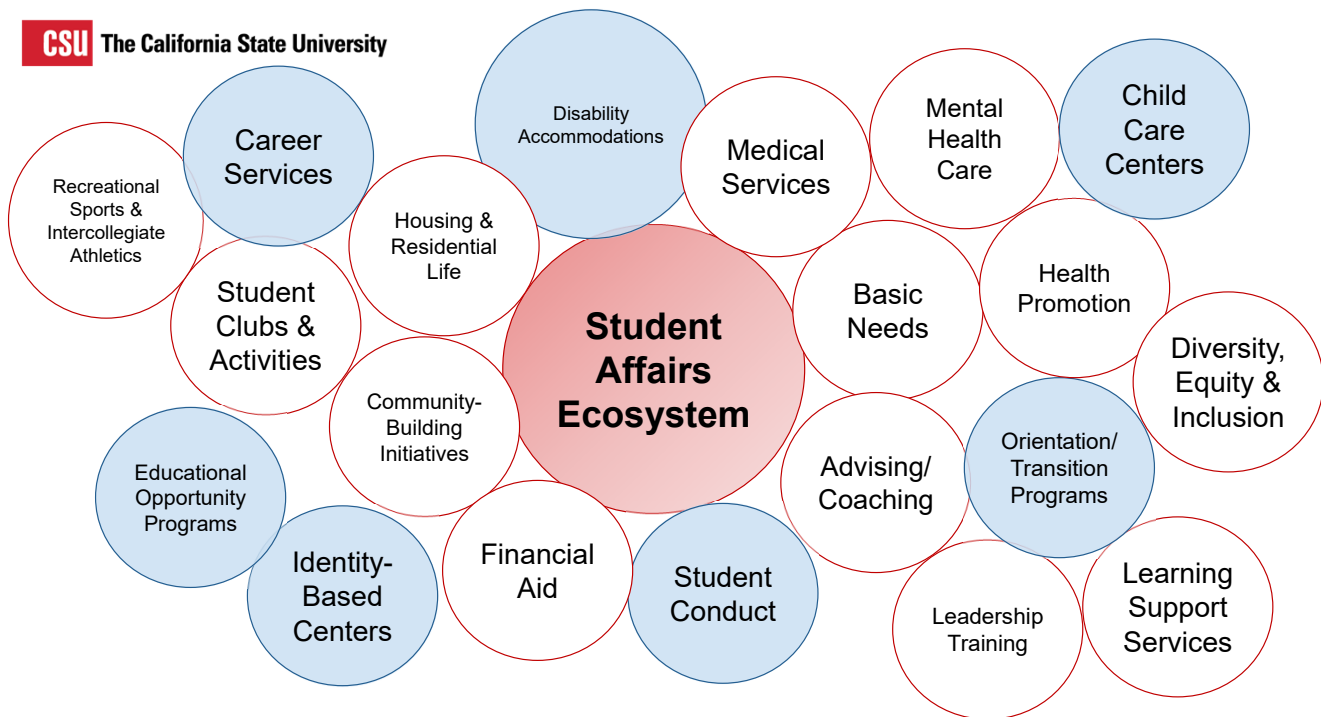 CSU The California State University
Career
Services
Disability
Accommodations
Medical
Services
Mental
Health
Care
Child
Care
Centers
Recreational
Sports &
Intercollegiate
Athletics
Housing &
Residential
Life
Student
Clubs &
Activities
Student
Affairs
Ecosystem
Basic
Needs
Health
Promotion
Diversity,
Equity &
Inclusion
Community-
Building
Initiatives
Educational
Opportunity
Programs
Advising/
Coaching
Orientation/
Transition
Programs
Identity-
Based
Centers
Financial
Aid
Student
Conduct
Leadership
Training
Learning
Support
Services